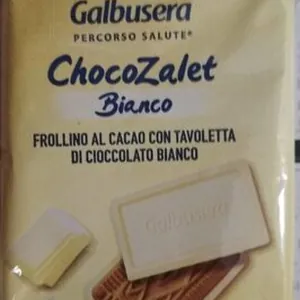 Galbusera
PERCORSO SALUTE®
ChocoZalet
Bianco
FROLLINO AL CACAO CON TAVOLETTA
DI CIOCCOLATO BIANCO
Galbusera